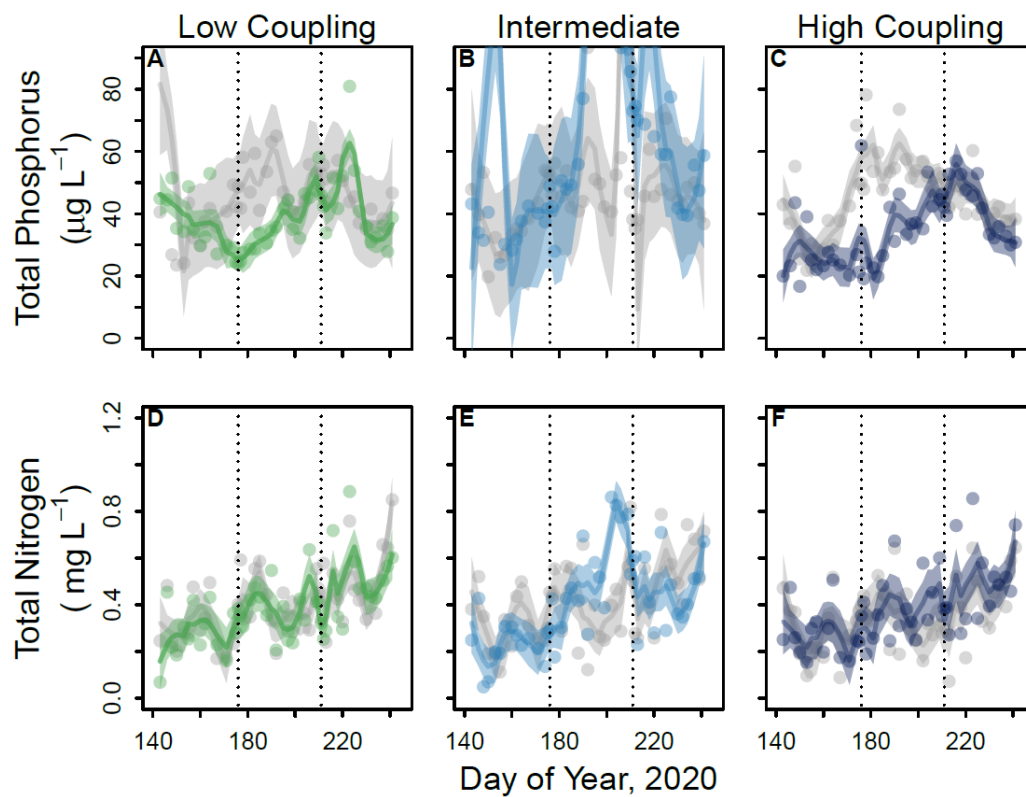 Low Coupling Intermediate High Coupling
A B C
Total Phosphorus
(µg L⁻¹)
80
60
40
20
0
D E F
Total Nitrogen
( mg L⁻¹)
1.2
0.8
0.4
0.0
140 180 220 140 180 220 140 180 220
Day of Year, 2020